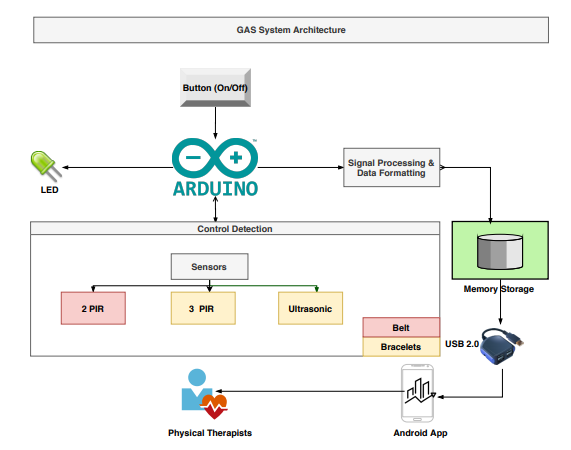 GAS System Architecture
Button (On/Off)
ARDUINO
Signal Processing &
Data Formatting
LED
Control Detection
Sensors
2 PIR
3 PIR
Ultrasonic
Memory Storage
Belt
Bracelets
USB 2.0
Physical Therapists
Android App